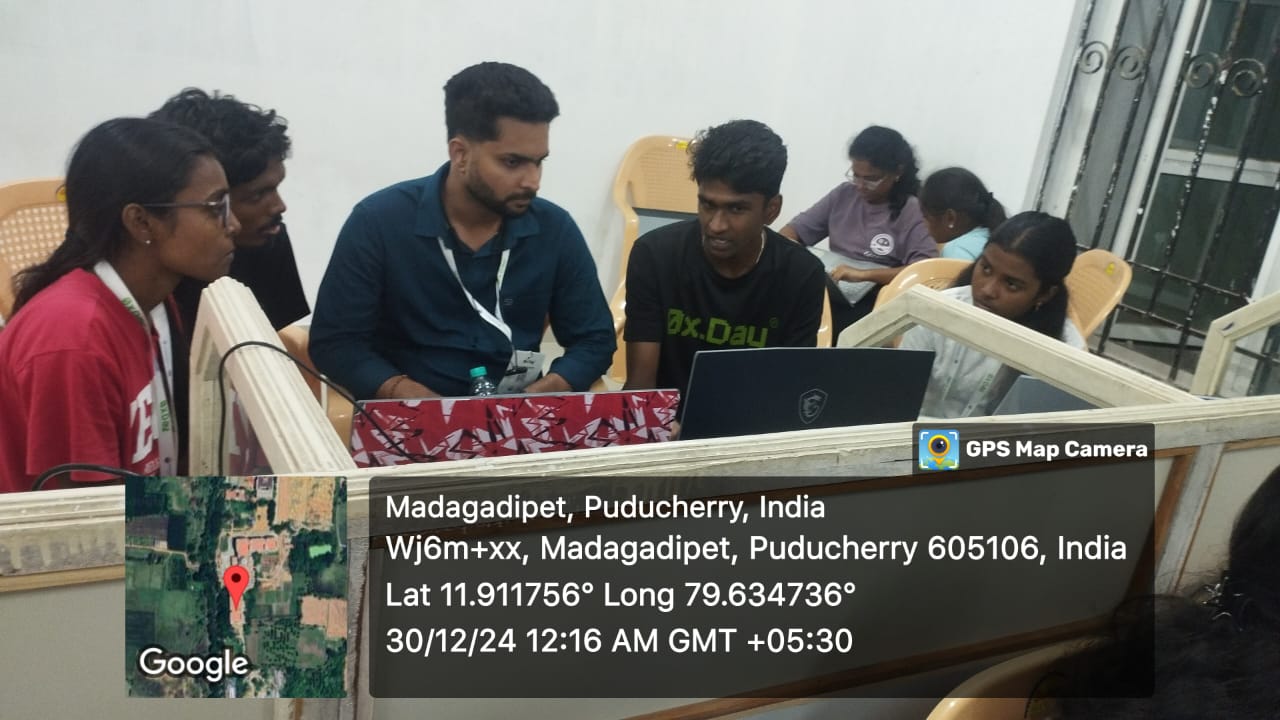 0x.Day
GPS Map Camera
Madagadipet, Puducherry, India
Wj6m+xx, Madagadipet, Puducherry 605106, India
Lat 11.911756° Long 79.634736°
30/12/24 12:16 AM GMT +05:30
Google